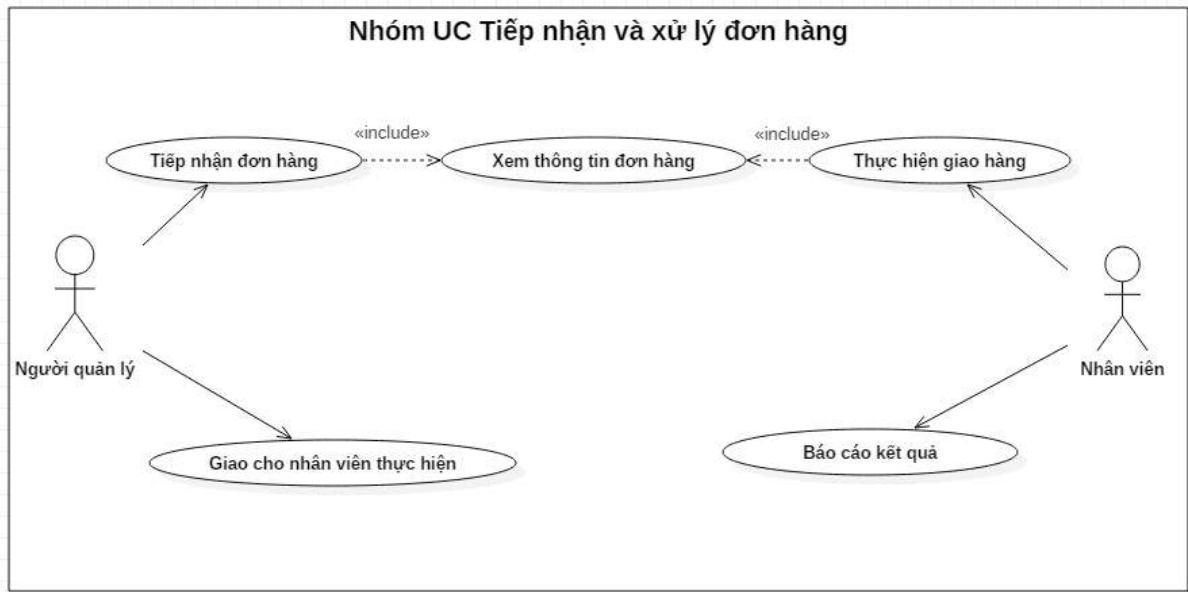 Nhóm UC Tiếp nhận và xử lý đơn hàng
«include»
«include»
Tiếp nhận đơn hàng
Xem thông tin đơn hàng
Thực hiện giao hàng
Người quản lý
Nhân viên
Giao cho nhân viên thực hiện
Báo cáo kết quả